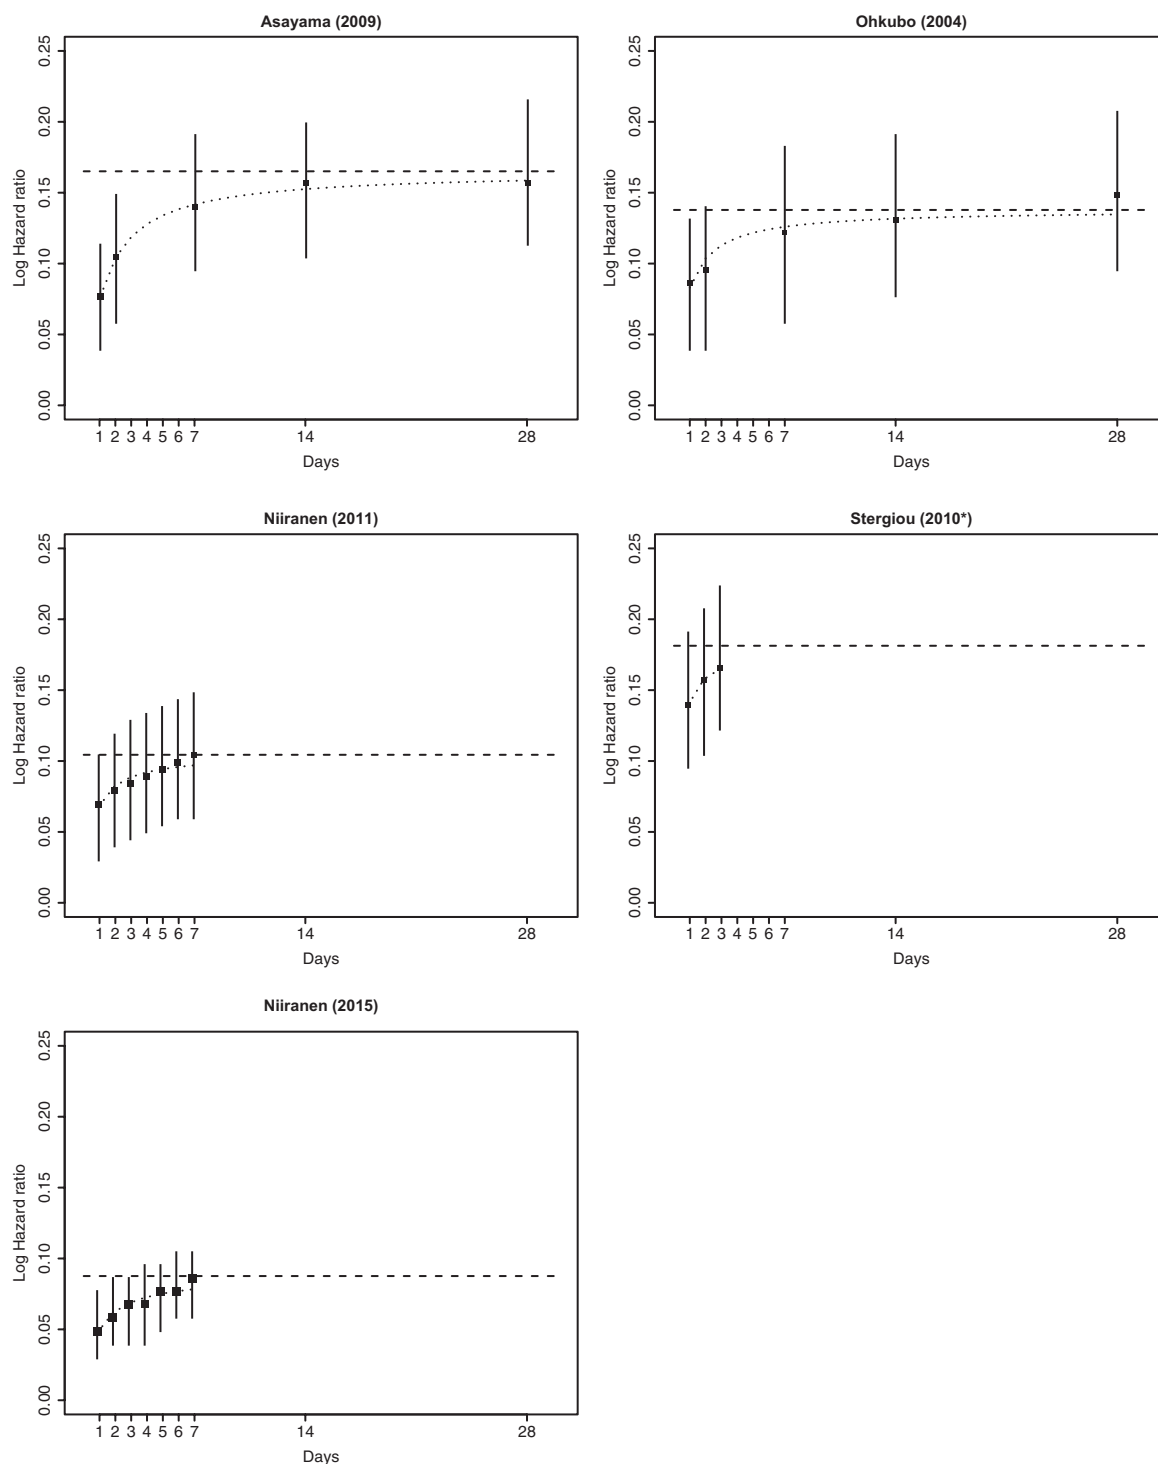 Asayama (2009)
Log Hazard ratio
0.25
0.20
0.15
0.10
0.05
0.00
1 2 3 4 5 6 7 14 28
Days
Ohkubo (2004)
Log Hazard ratio
0.25
0.20
0.15
0.10
0.05
0.00
1 2 3 4 5 6 7 14 28
Days
Niiranen (2011)
Log Hazard ratio
0.25
0.20
0.15
0.10
0.05
0.00
1 2 3 4 5 6 7 14 28
Days
Stergiou (2010*)
Log Hazard ratio
0.25
0.20
0.15
0.10
0.05
0.00
1 2 3 4 5 6 7 14 28
Days
Niiranen (2015)
Log Hazard ratio
0.25
0.20
0.15
0.10
0.05
0.00
1 2 3 4 5 6 7 14 28
Days